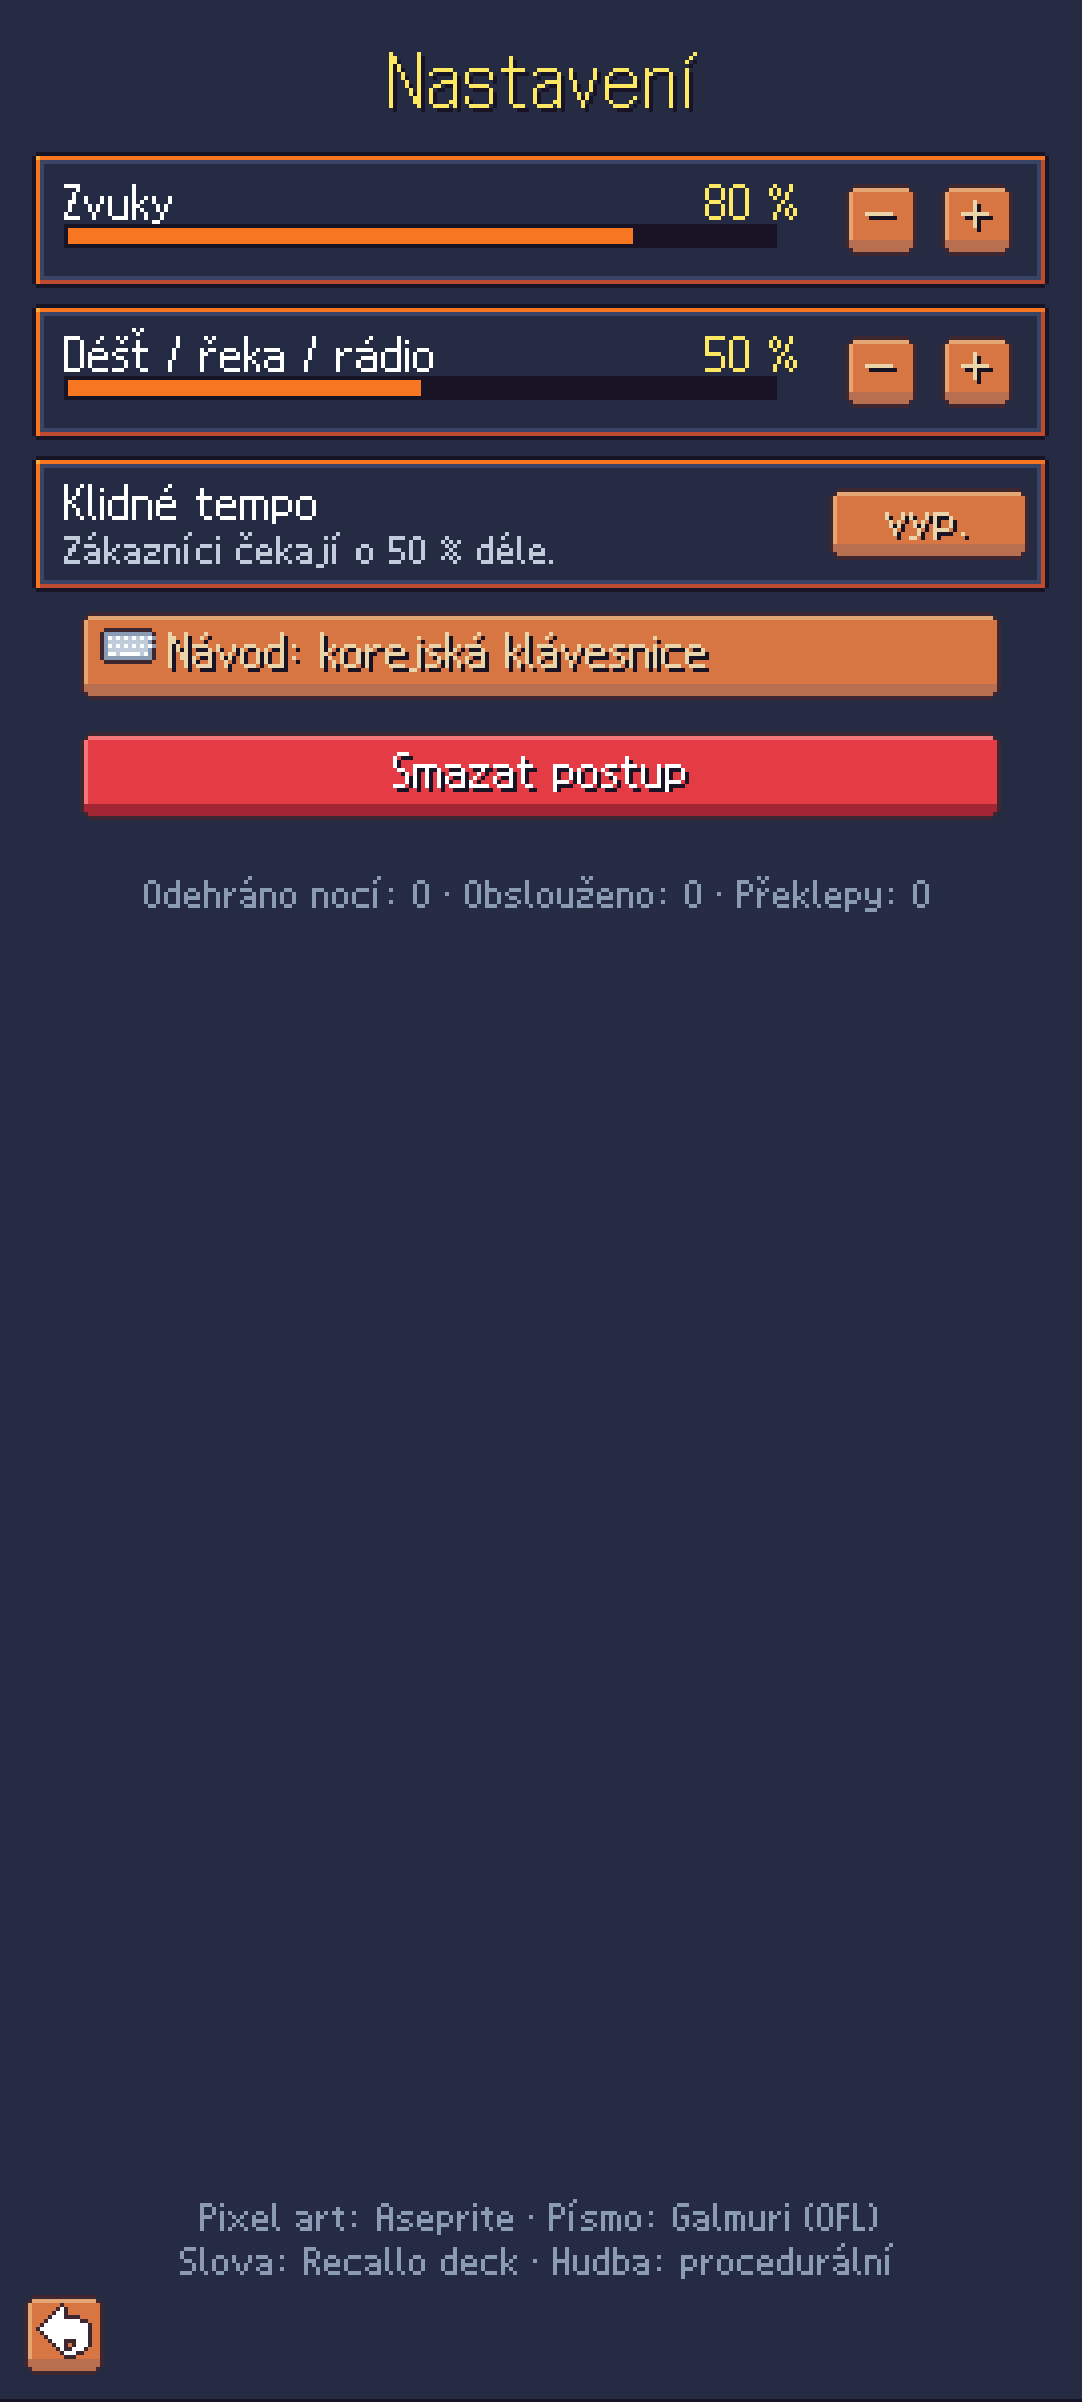 Nastavení
Zvuky 80 % − +
Déšť / řeka / rádio 50 % − +
Klidné tempo
Zákazníci čekají o 50 % déle.
vyp.
Návod: korejská klávesnice
Smazat postup
Odehráno nocí: 0 · Obslouženo: 0 · Překlepy: 0
Pixel art: Aseprite · Písmo: Galmuri (OFL)
Slova: Recallo deck · Hudba: procedurální